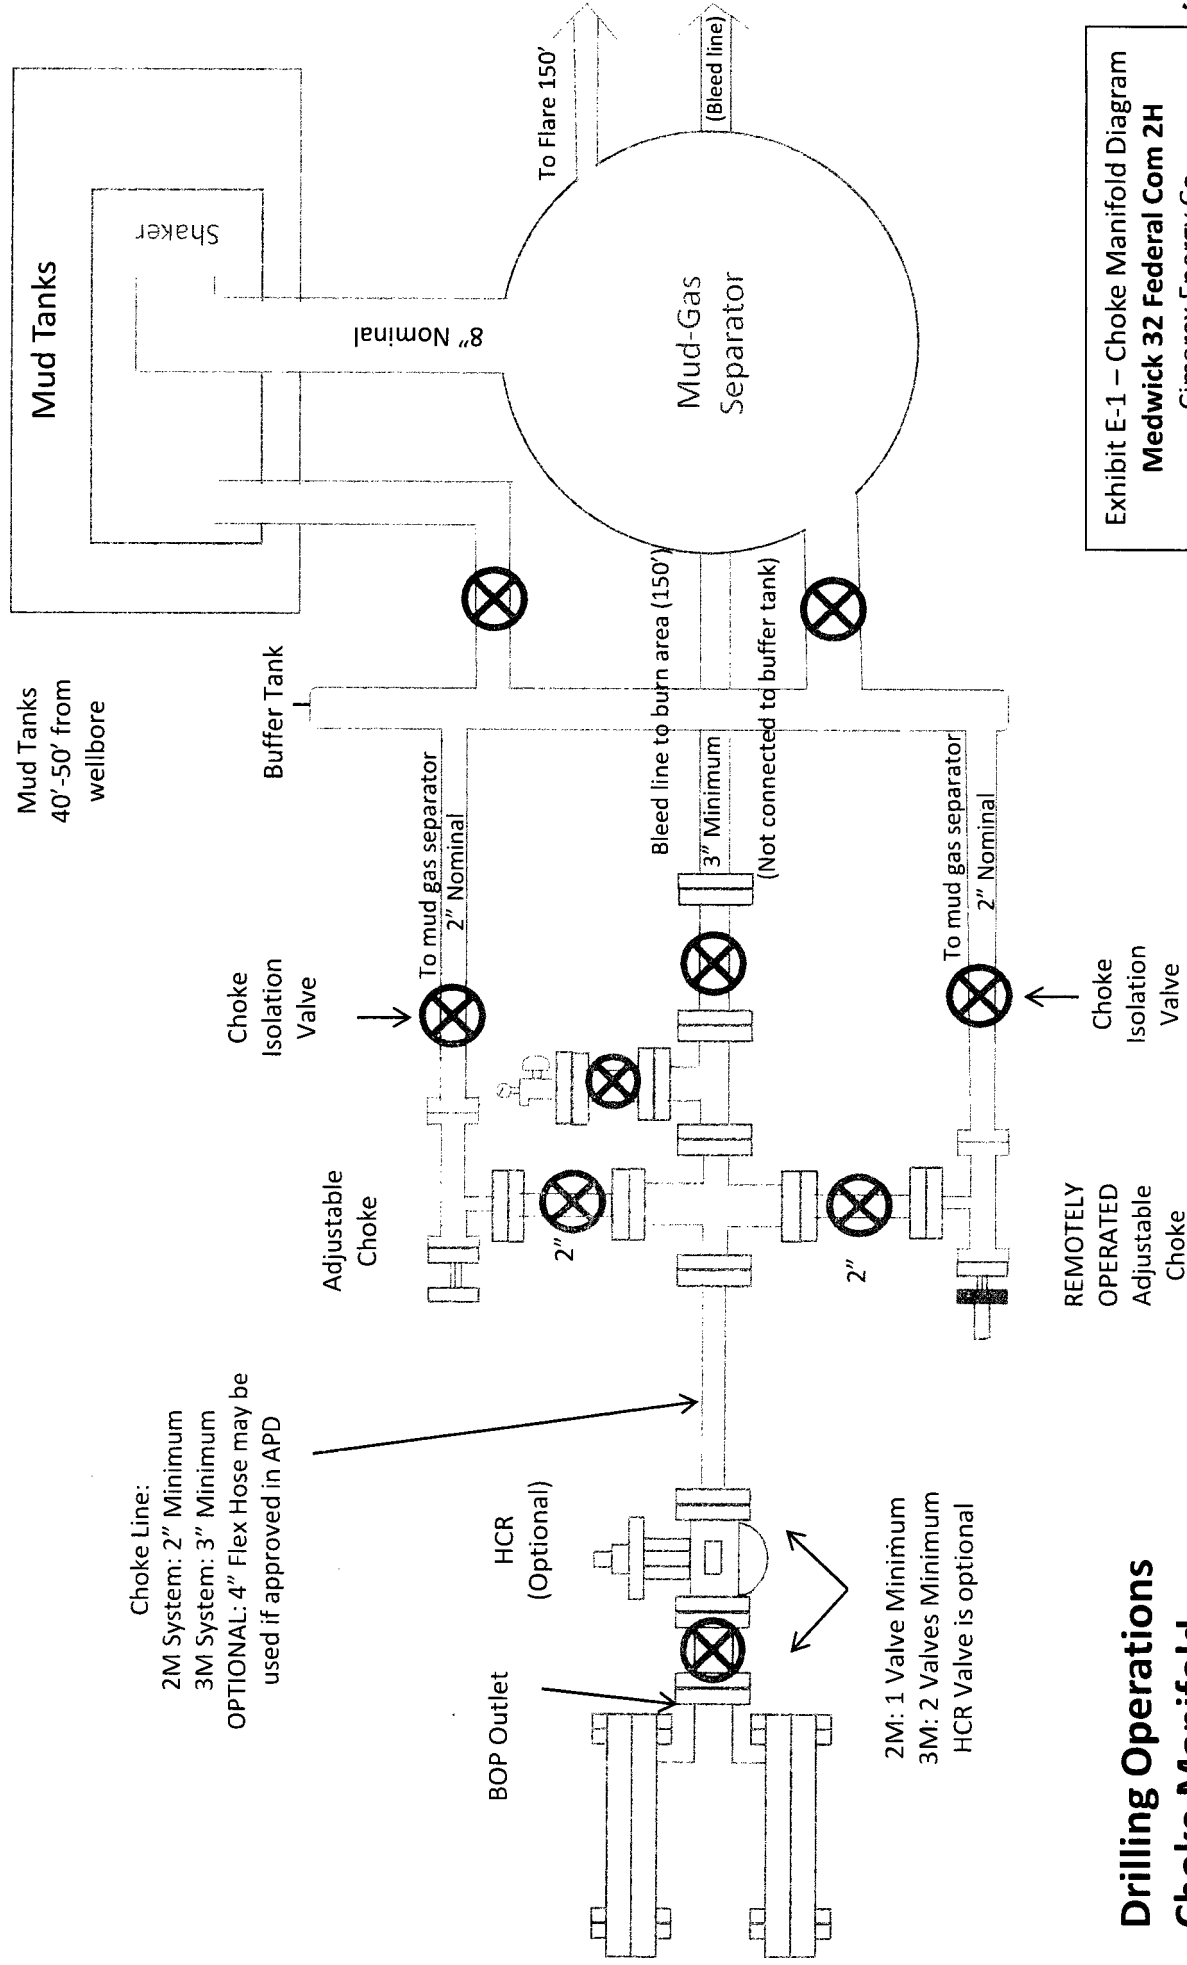 Mud Tanks
Shaker
8" Nominal
To Flare 150'
(Bleed line)
Mud-Gas
Separator
Mud Tanks
40'-50' from
wellbore
Buffer Tank
Bleed line to burn area (150')
3" Minimum
(Not connected to buffer tank)
To mud gas separator
2" Nominal
To mud gas separator
2" Nominal
Choke
Isolation
Valve
Choke
Isolation
Valve
Adjustable
Choke
2"
2"
REMOTELY
OPERATED
Adjustable
Choke
Choke Line:
2M System: 2" Minimum
3M System: 3" Minimum
OPTIONAL: 4" Flex Hose may be
used if approved in APD
HCR
(Optional)
BOP Outlet
2M: 1 Valve Minimum
3M: 2 Valves Minimum
HCR Valve is optional
Drilling Operations
Choke Manifold
Exhibit E-1 – Choke Manifold Diagram
Medwick 32 Federal Com 2H
Cimarex Energy Co.